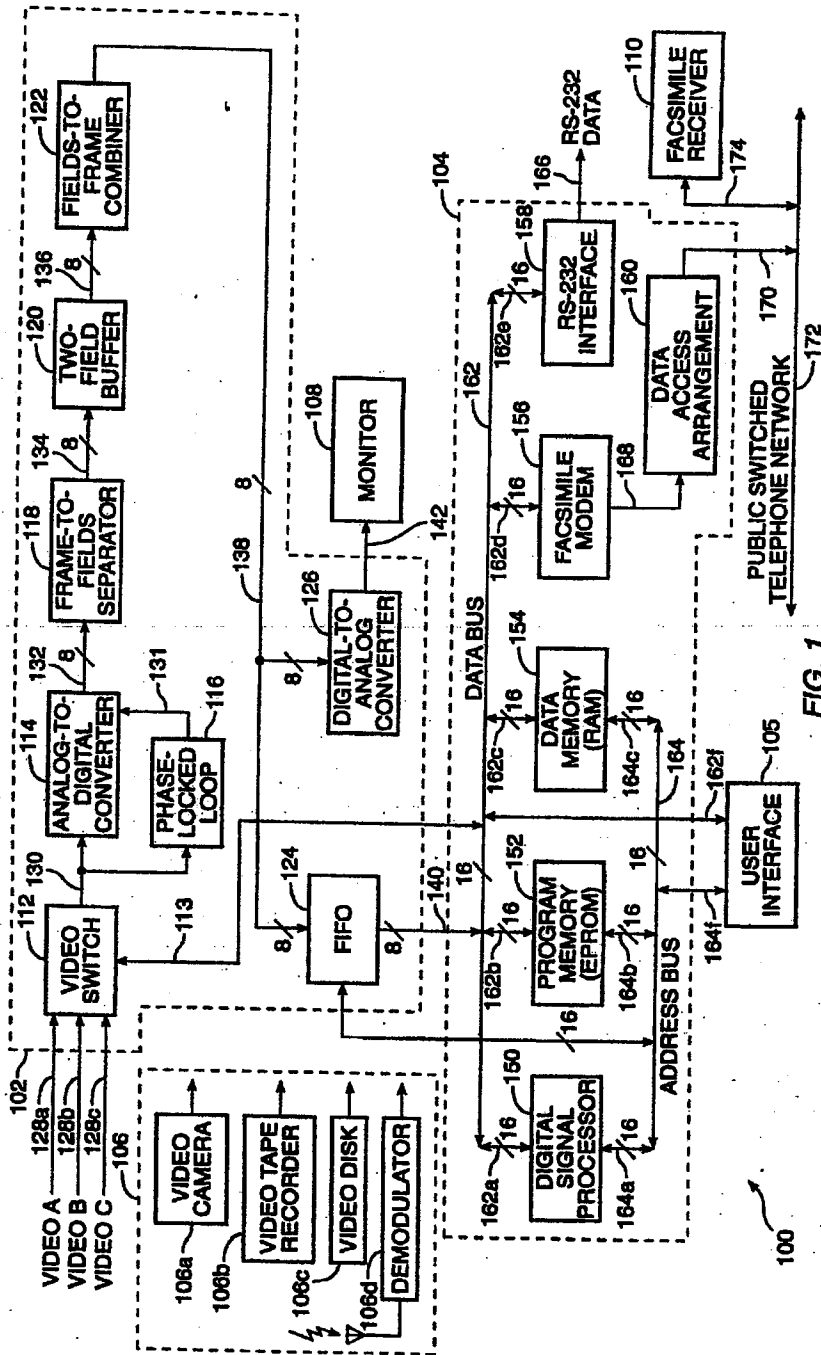 102
VIDEO A
128a
VIDEO B
128b
VIDEO C
128c
112
VIDEO
SWITCH
113
130
114
ANALOG-TO-
DIGITAL
CONVERTER
116
PHASE-
LOCKED
LOOP
131
132
8
118
FRAME-TO-
FIELDS
SEPARATOR
134
8
120
TWO-
FIELD
BUFFER
136
8
122
FIELDS-TO-
FRAME
COMBINER
138
8
106
106a
VIDEO
CAMERA
106b
VIDEO TAPE
RECORDER
106c
VIDEO DISK
106d
DEMODULATOR
124
8
FIFO
8
140
8
126
DIGITAL-TO-
ANALOG
CONVERTER
142
108
MONITOR
104
DATA BUS
162
16
162a
16
150
DIGITAL
SIGNAL
PROCESSOR
164a
16
162b
16
152
PROGRAM
MEMORY
(EPROM)
164b
16
16
162c
16
154
DATA
MEMORY
(RAM)
164c
16
164
16
ADDRESS BUS
162d
16
156
FACSIMILE
MODEM
168
162e
16
158
RS-232
INTERFACE
166
RS-232
DATA
160
DATA
ACCESS
ARRANGEMENT
170
110
FACSIMILE
RECEIVER
174
PUBLIC SWITCHED
TELEPHONE NETWORK
172
164f
162f
105
USER
INTERFACE
100
FIG. 1